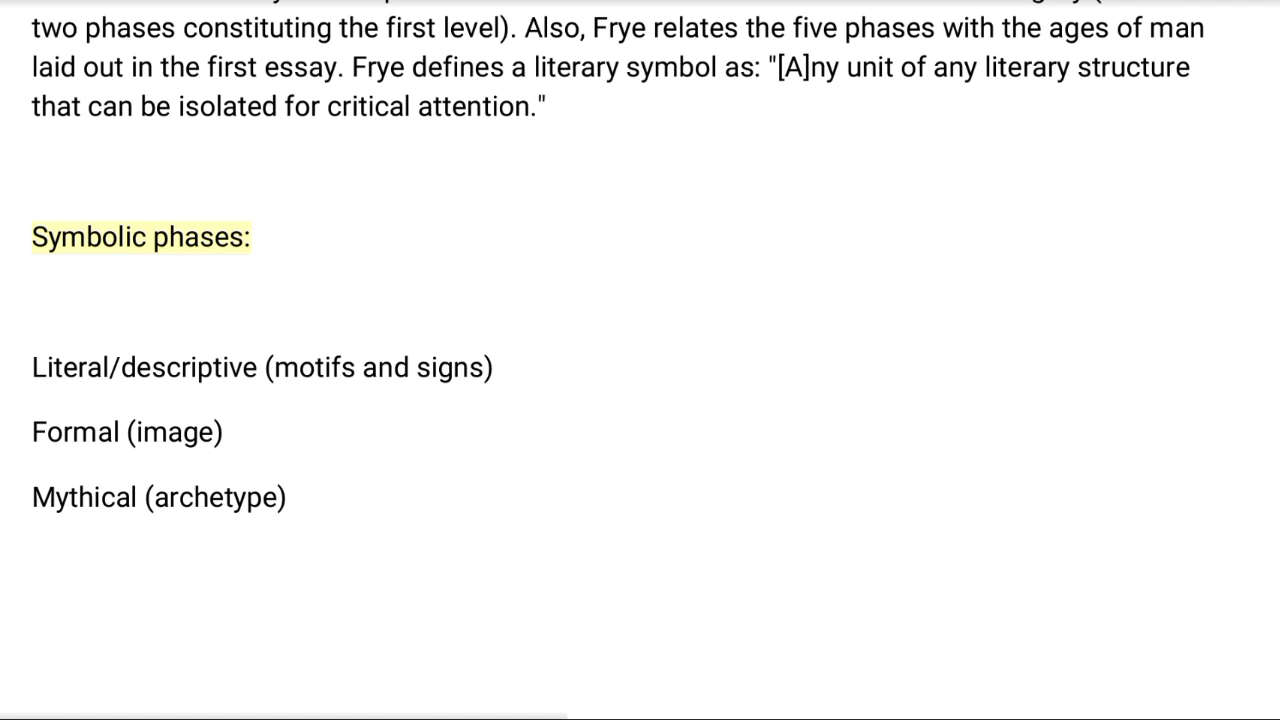 two phases constituting the first level). Also, Frye relates the five phases with the ages of man
laid out in the first essay. Frye defines a literary symbol as: "[A]ny unit of any literary structure
that can be isolated for critical attention."
Symbolic phases:
Literal/descriptive (motifs and signs)
Formal (image)
Mythical (archetype)